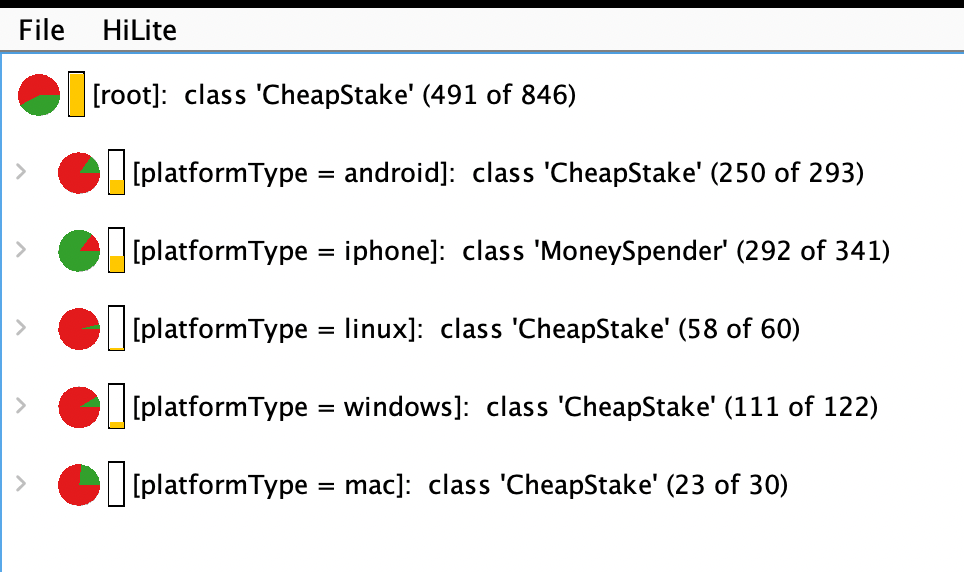 File HiLite
[root]: class 'CheapStake' (491 of 846)
[platformType = android]: class 'CheapStake' (250 of 293)
[platformType = iphone]: class 'MoneySpender' (292 of 341)
[platformType = linux]: class 'CheapStake' (58 of 60)
[platformType = windows]: class 'CheapStake' (111 of 122)
[platformType = mac]: class 'CheapStake' (23 of 30)